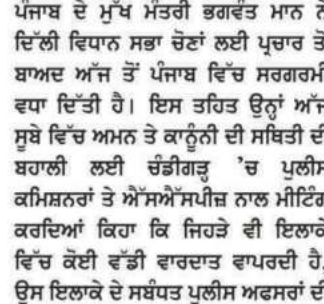 ਪੰਜਾਬ ਦੇ ਮੁੱਖ ਮੰਤਰੀ ਭਗਵੰਤ ਮਾਨ ਨੇ
ਦਿੱਲੀ ਵਿਧਾਨ ਸਭਾ ਚੋਣਾਂ ਲਈ ਪ੍ਰਚਾਰ ਤੋਂ
ਬਾਅਦ ਅੱਜ ਤੋਂ ਪੰਜਾਬ ਵਿੱਚ ਸਰਗਰਮੀ
ਵਧਾ ਦਿੱਤੀ ਹੈ। ਇਸ ਤਹਿਤ ਉਨ੍ਹਾਂ ਅੱਜ
ਸੂਬੇ ਵਿੱਚ ਅਮਨ ਤੇ ਕਾਨੂੰਨੀ ਦੀ ਸਥਿਤੀ ਦੀ
ਬਹਾਲੀ ਲਈ ਚੰਡੀਗੜ੍ਹ 'ਚ ਪੁਲੀਸ
ਕਮਿਸ਼ਨਰਾਂ ਤੇ ਐੱਸਐੱਸਪੀਜ਼ ਨਾਲ ਮੀਟਿੰਗ
ਕਰਦਿਆਂ ਕਿਹਾ ਕਿ ਜਿਹੜੇ ਵੀ ਇਲਾਕੇ
ਵਿੱਚ ਕੋਈ ਵੱਡੀ ਵਾਰਦਾਤ ਵਾਪਰਦੀ ਹੈ,
ਉਸ ਇਲਾਕੇ ਦੇ ਸਬੰਧਤ ਪੁਲੀਸ ਅਫਸਰਾਂ ਦੀ